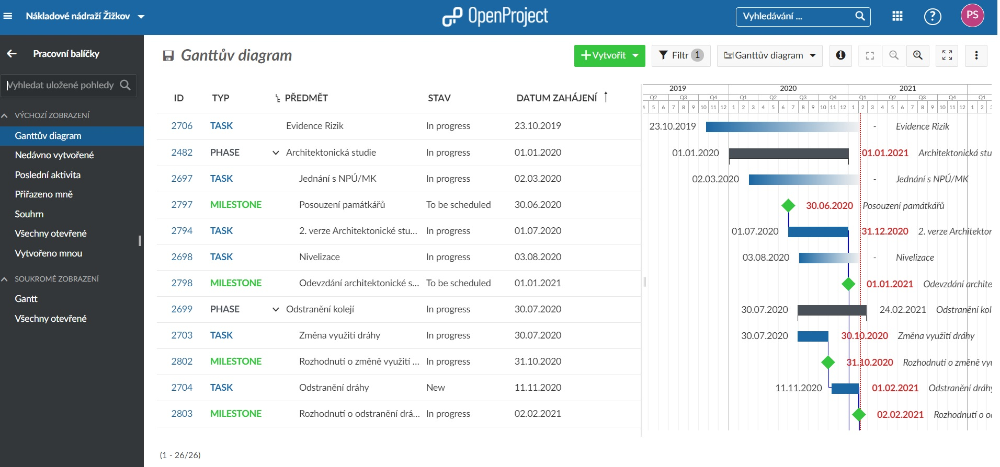 Nákladové nádraží Žižkov
OpenProject
Vyhledávání ...
?
PS
Pracovní balíčky
Vyhledat uložené pohledy
VÝCHOZÍ ZOBRAZENÍ
Ganttův diagram
Nedávno vytvořené
Poslední aktivita
Přiřazeno mně
Souhrn
Všechny otevřené
Vytvořeno mnou
SOUKROMÉ ZOBRAZENÍ
Gantt
Všechny otevřené
Ganttův diagram
+Vytvořit
Filtr 1
Ganttův diagram
ID TYP PŘEDMĚT STAV DATUM ZAHÁJENÍ
2706 TASK Evidence Rizik In progress 23.10.2019
2482 PHASE Architektonická studie In progress 01.01.2020
2697 TASK Jednání s NPÚ/MK In progress 02.03.2020
2797 MILESTONE Posouzení památkářů To be scheduled 30.06.2020
2794 TASK 2. verze Architektonické stu... In progress 01.07.2020
2698 TASK Nivelizace In progress 03.08.2020
2798 MILESTONE Odevzdání architektonické s... To be scheduled 01.01.2021
2699 PHASE Odstranění kolejí In progress 30.07.2020
2703 TASK Změna využití dráhy In progress 30.07.2020
2802 MILESTONE Rozhodnutí o změně využití ... In progress 31.10.2020
2704 TASK Odstranění dráhy New 11.11.2020
2803 MILESTONE Rozhodnutí o odstranění drá... In progress 02.02.2021
(1 - 26/26)
2019 2020 2021
Q2 Q3 Q4 Q1 Q2 Q3 Q4 Q1 Q2 Q3 Q4 Q1
4 5 6 7 8 9 10 11 12 1 2 3 4 5 6 7 8 9 10 11 12 1 2 3 4 5 6 7 8 9 10 11 12 1 2 3
23.10.2019 - Evidence Rizik
01.01.2020 01.01.2021 Architektonická stu
02.03.2020 - Jednání s NPÚ/MK
30.06.2020 Posouzení památkářů
01.07.2020 31.12.2020 2. verze Architektor
03.08.2020 - Nivelizace
01.01.2021 Odevzdání archite
30.07.2020 24.02.2021 Odstranění kol
30.07.2020 30.10.2020 Změna využití dráhy
31.10.2020 Rozhodnutí o změně vyu
11.11.2020 01.02.2021 Odstranění dráhy
02.02.2021 Rozhodnutí o o